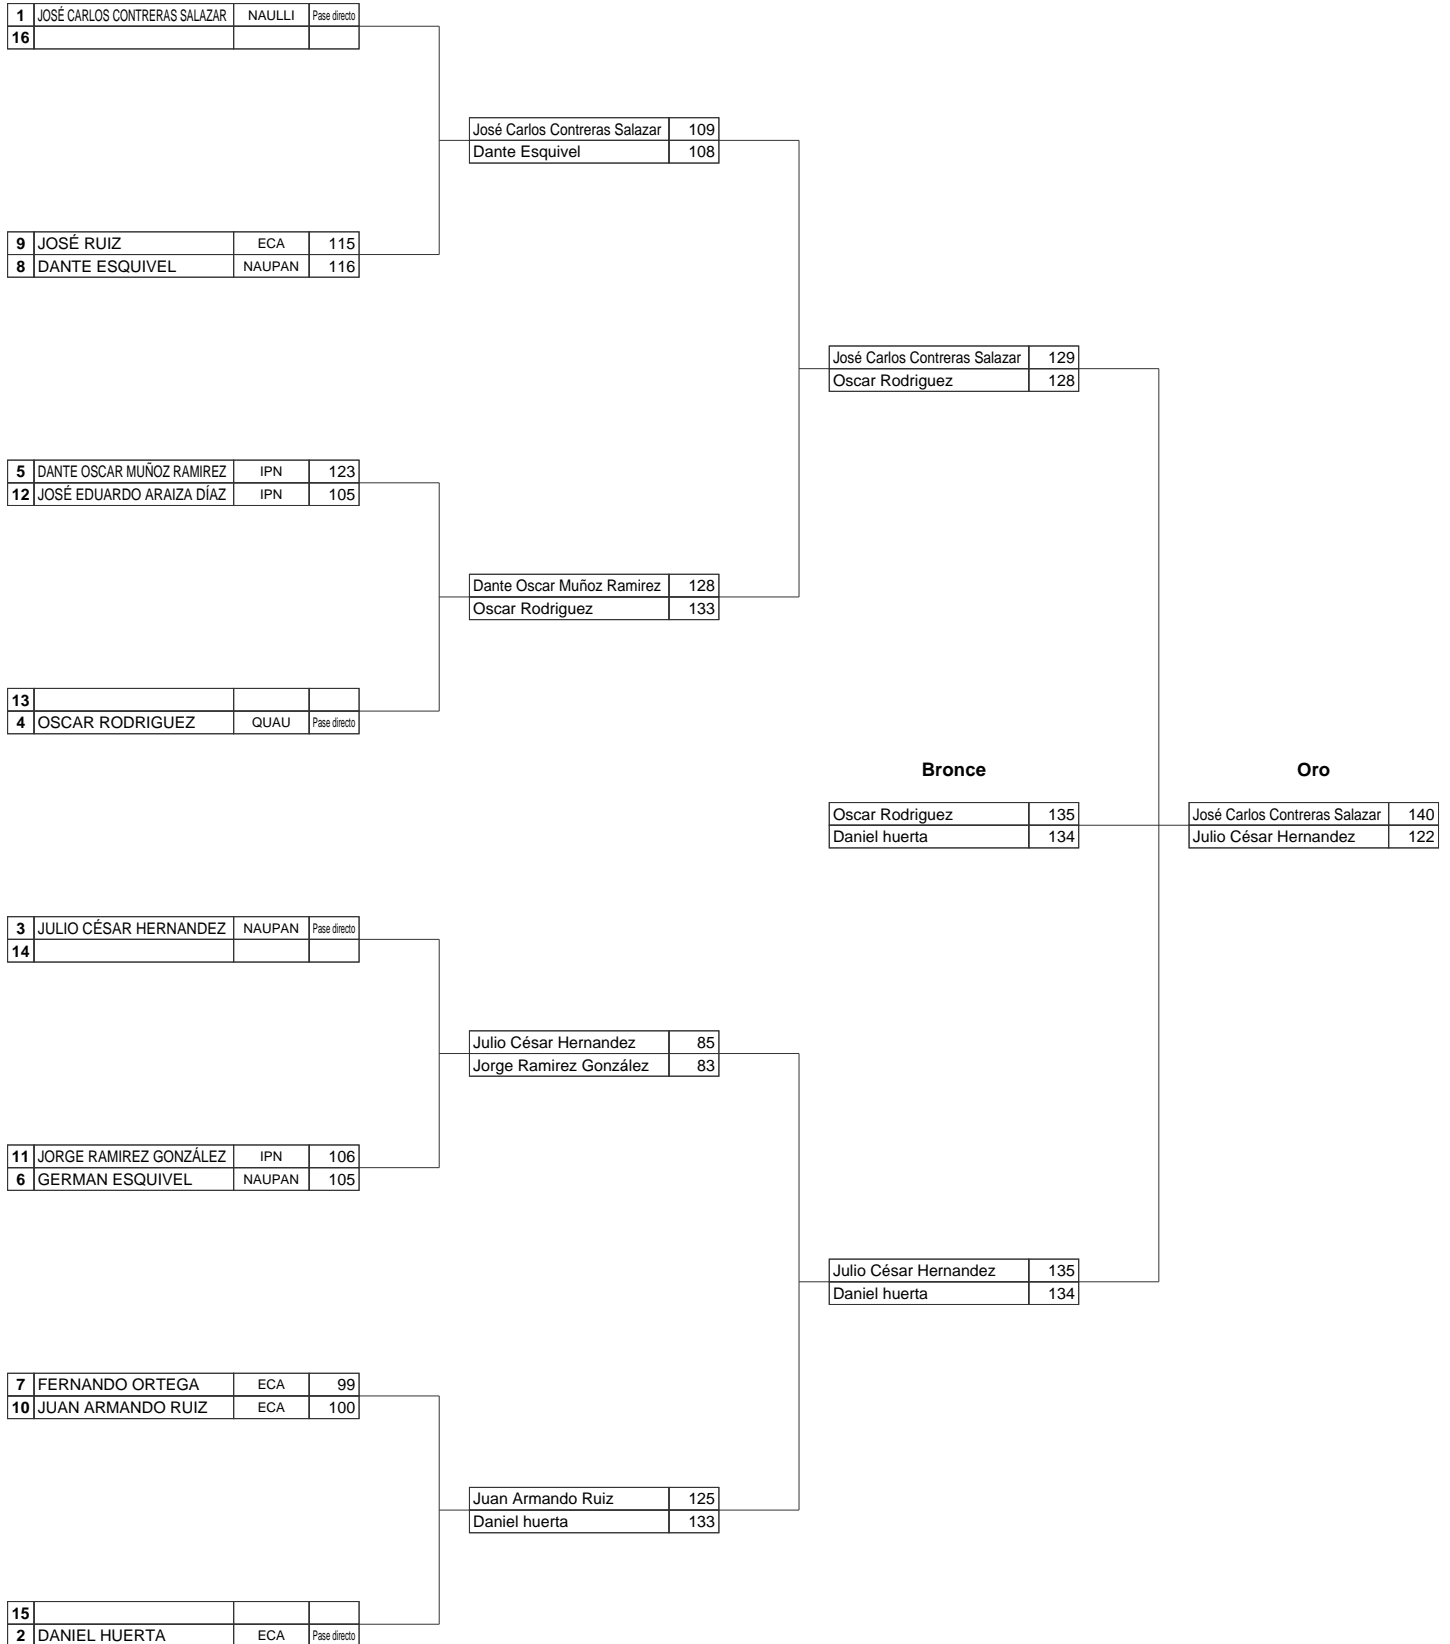 1 JOSÉ CARLOS CONTRERAS SALAZAR NAULLI Pase directo
16
José Carlos Contreras Salazar 109
Dante Esquivel 108
9 JOSÉ RUIZ ECA 115
8 DANTE ESQUIVEL NAUPAN 116
José Carlos Contreras Salazar 129
Oscar Rodriguez 128
5 DANTE OSCAR MUÑOZ RAMIREZ IPN 123
12 JOSÉ EDUARDO ARAIZA DÍAZ IPN 105
Dante Oscar Muñoz Ramirez 128
Oscar Rodriguez 133
13
4 OSCAR RODRIGUEZ QUAU Pase directo
Bronce Oro
Oscar Rodriguez 135 José Carlos Contreras Salazar 140
Daniel huerta 134 Julio César Hernandez 122
3 JULIO CÉSAR HERNANDEZ NAUPAN Pase directo
14
Julio César Hernandez 85
Jorge Ramirez González 83
11 JORGE RAMIREZ GONZÁLEZ IPN 106
6 GERMAN ESQUIVEL NAUPAN 105
Julio César Hernandez 135
Daniel huerta 134
7 FERNANDO ORTEGA ECA 99
10 JUAN ARMANDO RUIZ ECA 100
Juan Armando Ruiz 125
Daniel huerta 133
15
2 DANIEL HUERTA ECA Pase directo